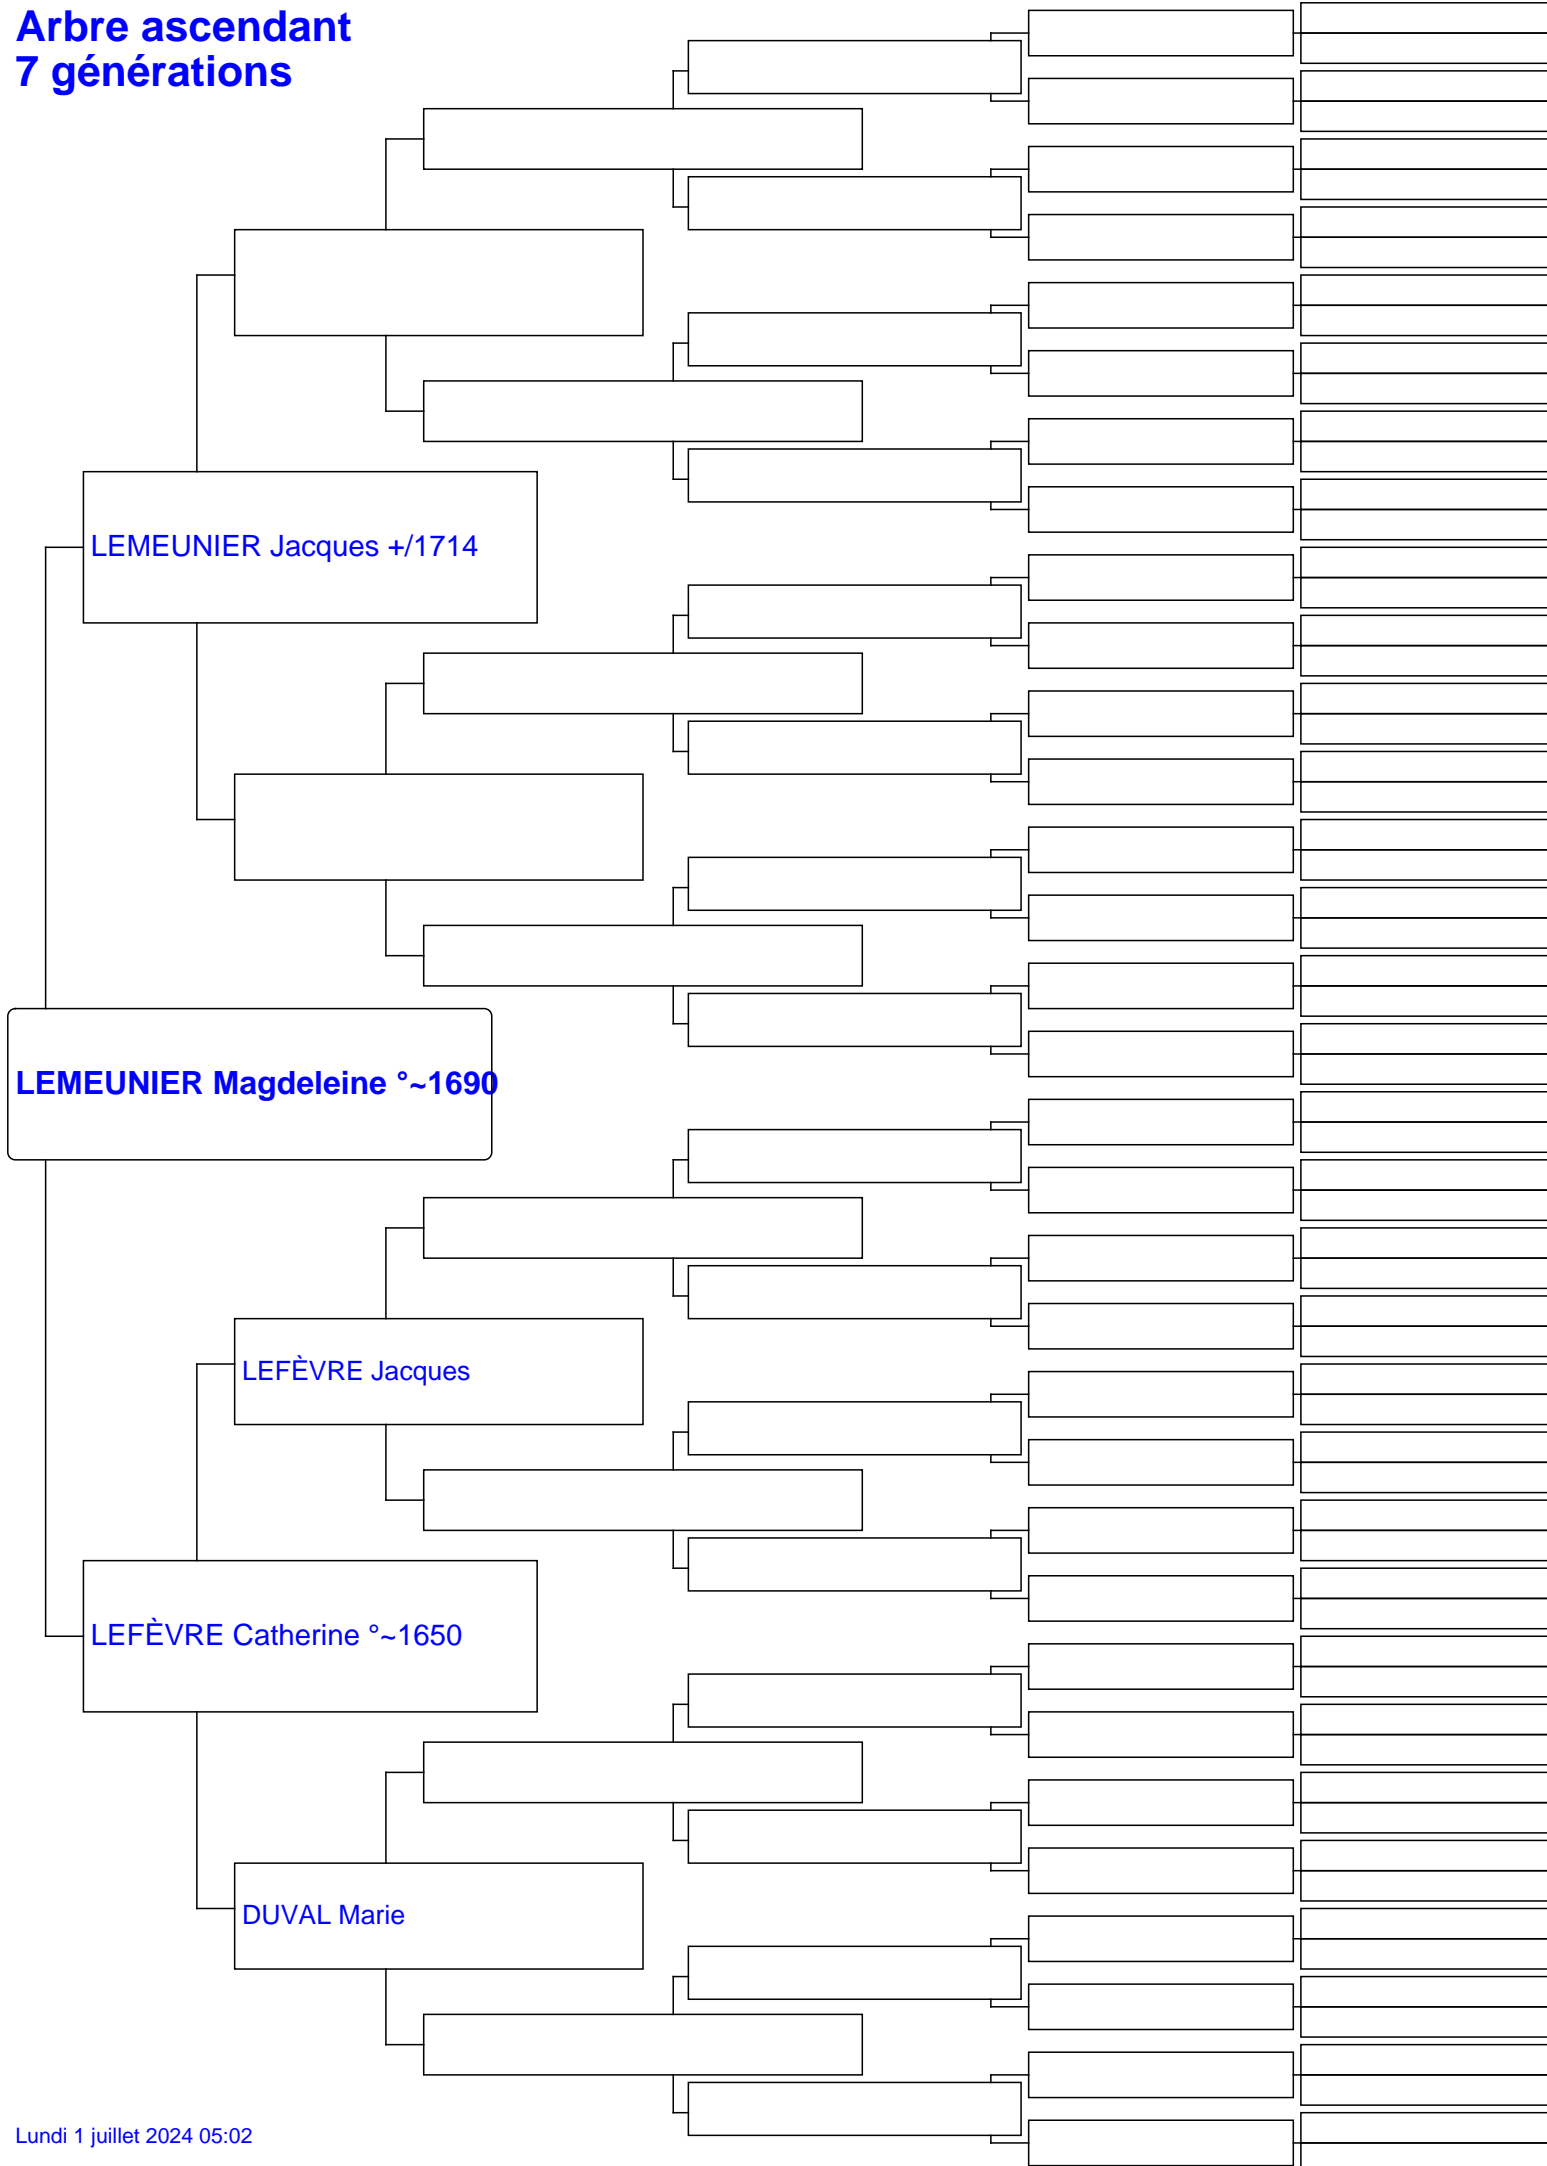 Arbre ascendant
7 générations
LEMEUNIER Jacques +/1714
LEMEUNIER Magdeleine °~1690
LEFÈVRE Jacques
LEFÈVRE Catherine °~1650
DUVAL Marie
Lundi 1 juillet 2024 05:02